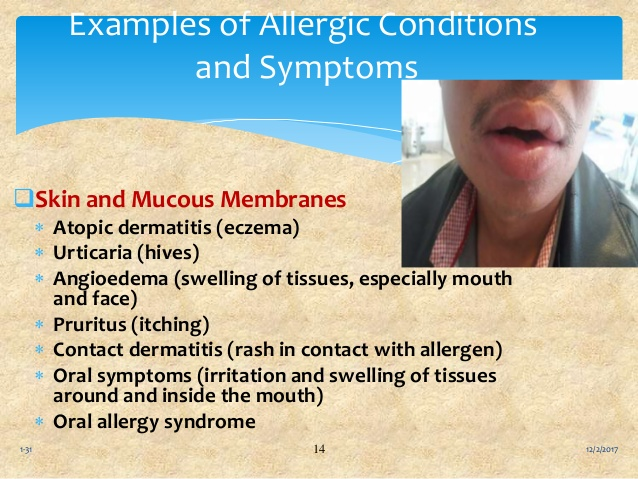 Examples of Allergic Conditions
and Symptoms
❑Skin and Mucous Membranes
* Atopic dermatitis (eczema)
* Urticaria (hives)
* Angioedema (swelling of tissues, especially mouth
and face)
* Pruritus (itching)
* Contact dermatitis (rash in contact with allergen)
* Oral symptoms (irritation and swelling of tissues
around and inside the mouth)
* Oral allergy syndrome
1-31 14 12/2/2017